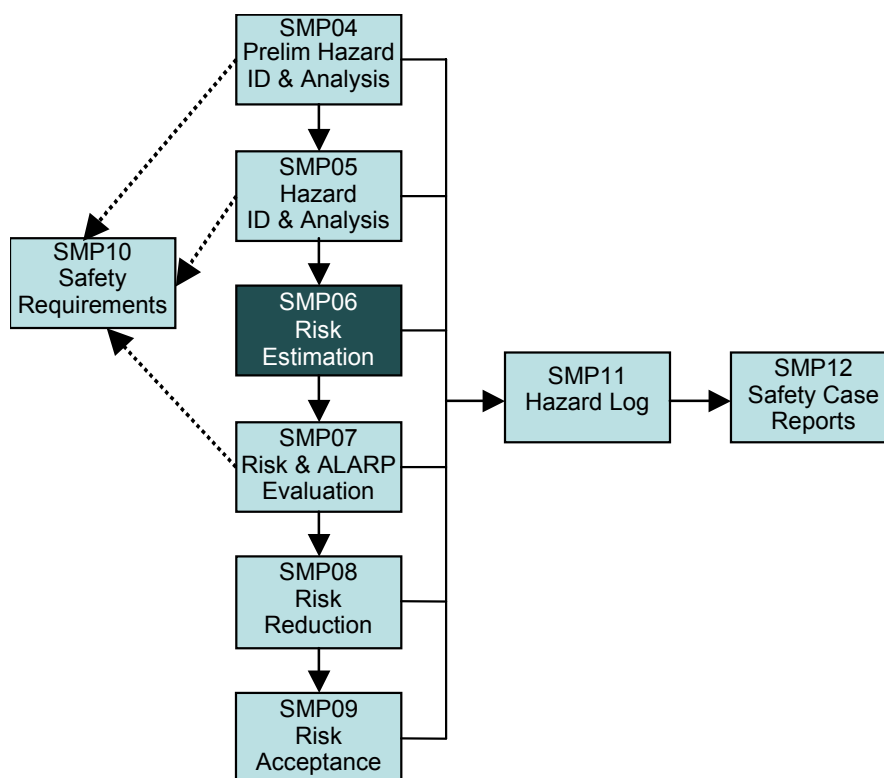 SMP04
Prelim Hazard
ID & Analysis
SMP05
Hazard
ID & Analysis
SMP10
Safety
Requirements
SMP06
Risk
Estimation
SMP11
Hazard Log
SMP12
Safety Case
Reports
SMP07
Risk & ALARP
Evaluation
SMP08
Risk
Reduction
SMP09
Risk
Acceptance